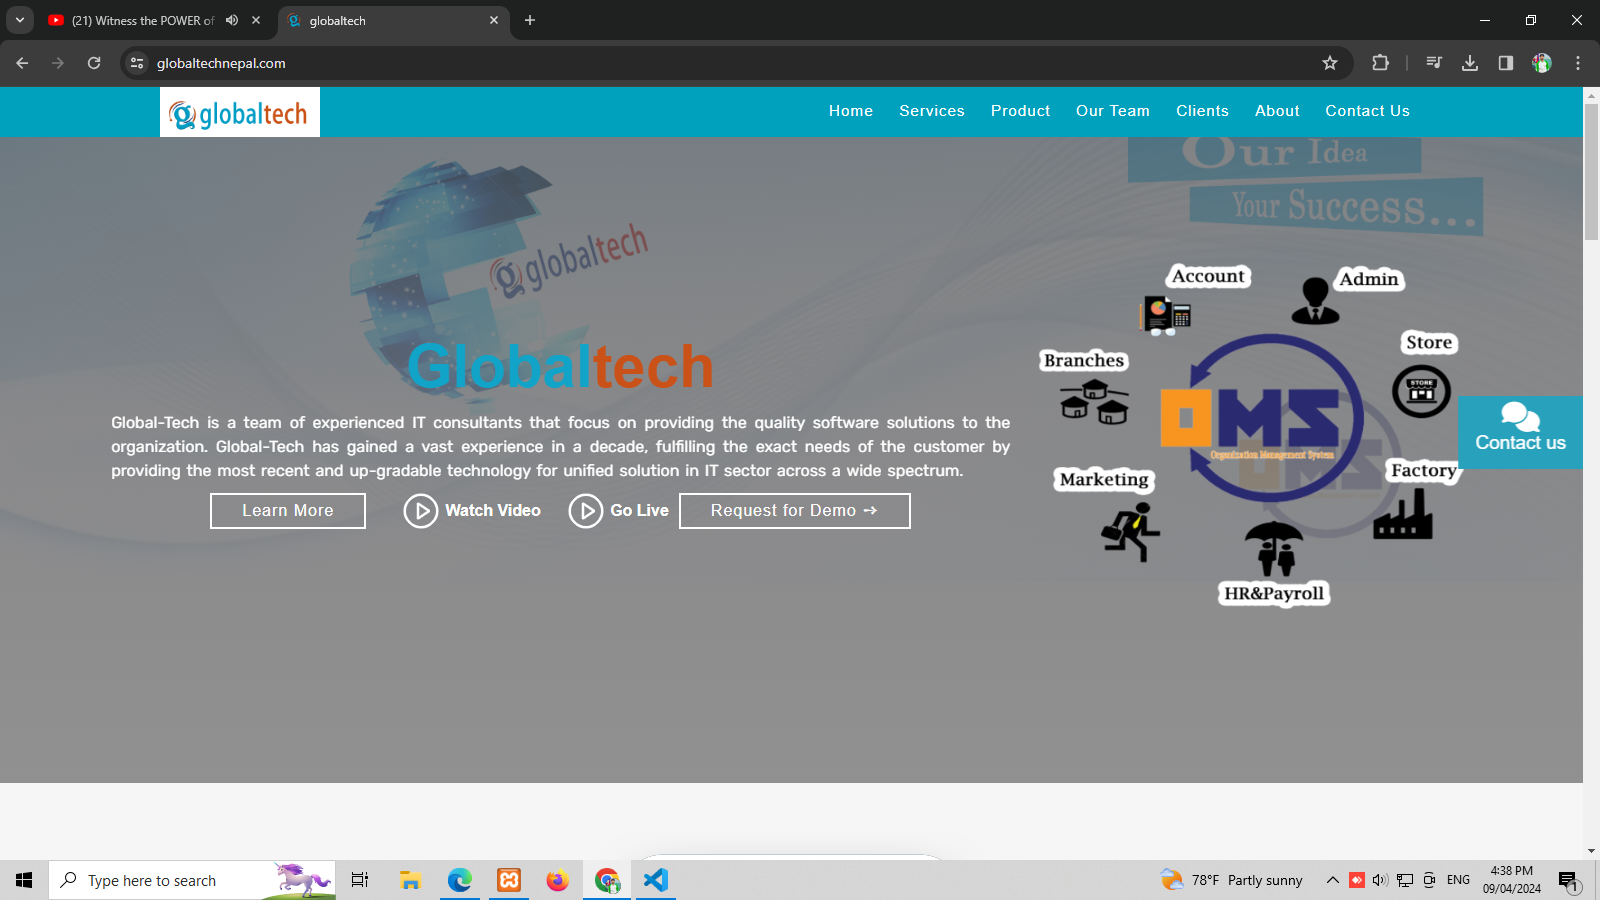 (21) Witness the POWER of
globaltech
globaltechnepal.com
globaltech
Home Services Product Our Team Clients About Contact Us
Our Idea
Your Success...
globaltech
Account
Admin
Store
STORE
Branches
Globaltech
Global-Tech is a team of experienced IT consultants that focus on providing the quality software solutions to the
organization. Global-Tech has gained a vast experience in a decade, fulfilling the exact needs of the customer by
providing the most recent and up-gradable technology for unified solution in IT sector across a wide spectrum.
Learn More Watch Video Go Live Request for Demo ➻
OMS
Organization Management System
OMS
Contact us
Marketing
Factory
HR&Payroll
Type here to search
78°F Partly sunny
ENG
4:38 PM
09/04/2024
1